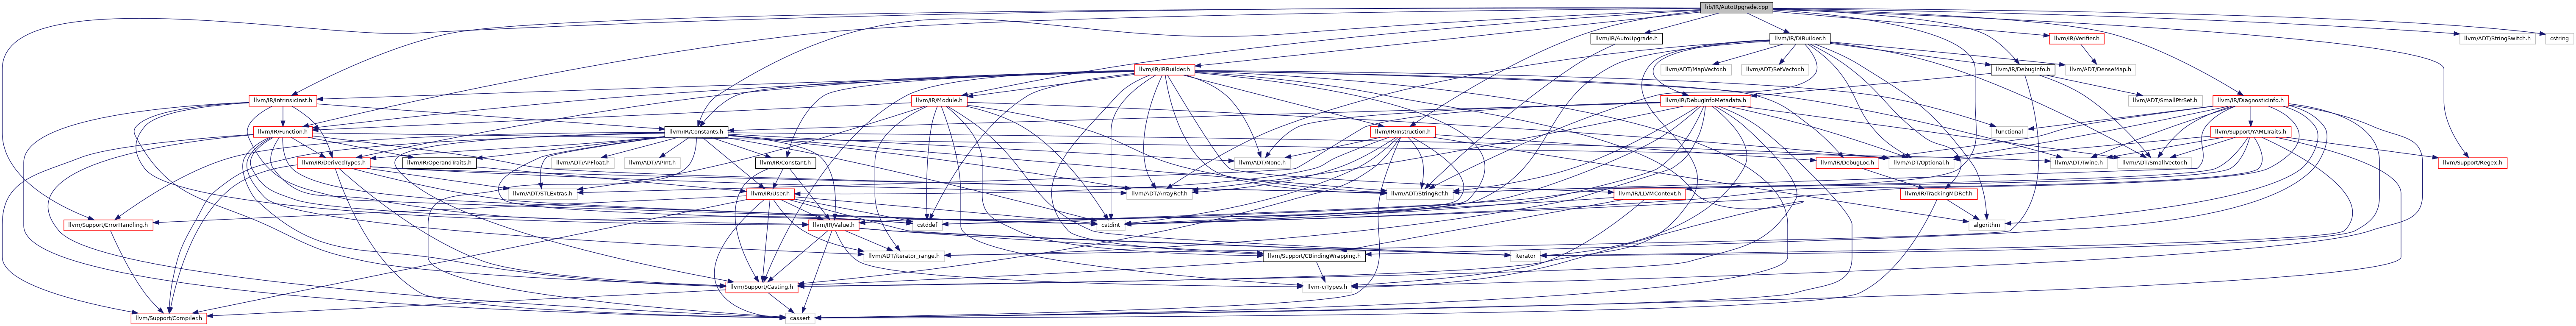 lib/IR/AutoUpgrade.cpp
llvm/IR/AutoUpgrade.h
llvm/IR/DIBuilder.h
llvm/IR/Verifier.h
llvm/ADT/StringSwitch.h
cstring
llvm/IR/IRBuilder.h
llvm/ADT/MapVector.h
llvm/ADT/SetVector.h
llvm/IR/DebugInfo.h
llvm/ADT/DenseMap.h
llvm/IR/IntrinsicInst.h
llvm/IR/Module.h
llvm/IR/DebugInfoMetadata.h
llvm/ADT/SmallPtrSet.h
llvm/IR/DiagnosticInfo.h
llvm/IR/Function.h
llvm/IR/Constants.h
llvm/IR/Instruction.h
functional
llvm/Support/YAMLTraits.h
llvm/IR/DerivedTypes.h
llvm/IR/OperandTraits.h
llvm/ADT/APFloat.h
llvm/ADT/APInt.h
llvm/IR/Constant.h
llvm/ADT/None.h
llvm/IR/DebugLoc.h
llvm/ADT/Optional.h
llvm/ADT/Twine.h
llvm/ADT/SmallVector.h
llvm/Support/Regex.h
llvm/ADT/STLExtras.h
llvm/IR/User.h
llvm/ADT/ArrayRef.h
llvm/ADT/StringRef.h
llvm/IR/LLVMContext.h
llvm/IR/TrackingMDRef.h
llvm/Support/ErrorHandling.h
llvm/IR/Value.h
cstddef
cstdint
algorithm
llvm/ADT/iterator_range.h
llvm/Support/CBindingWrapping.h
iterator
llvm/Support/Casting.h
llvm-c/Types.h
llvm/Support/Compiler.h
cassert